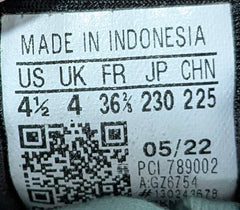 MADE IN INDONESIA
US UK FR JP CHN
4½ 4 36⅔ 230 225
05/22
PCI 789002
A:GZ6754